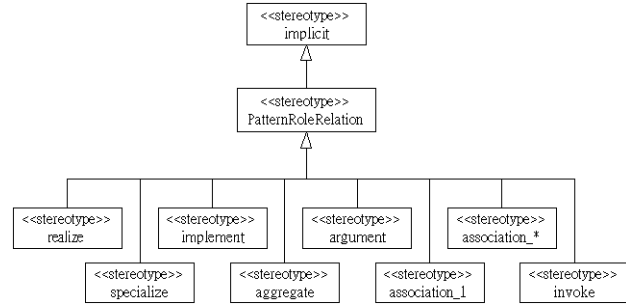 <<stereotype>>
implicit
<<stereotype>>
PatternRoleRelation
<<stereotype>>
realize
<<stereotype>>
implement
<<stereotype>>
argument
<<stereotype>>
association_*
<<stereotype>>
specialize
<<stereotype>>
aggregate
<<stereotype>>
association_1
<<stereotype>>
invoke